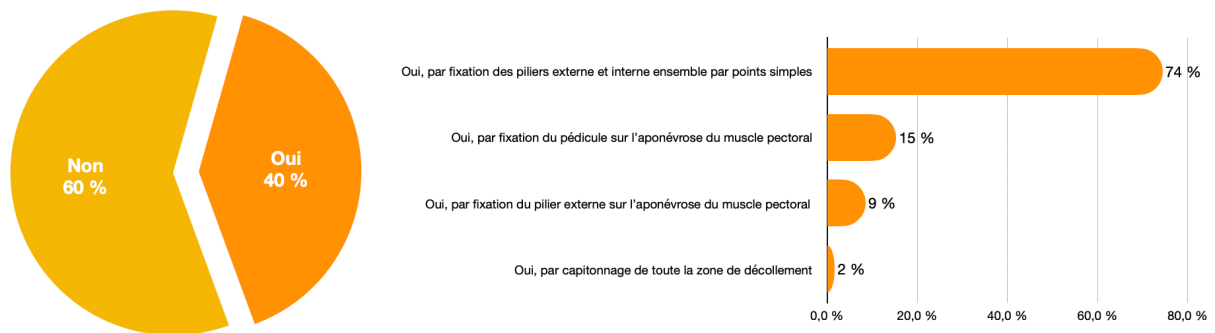 Non
60 %
Oui
40 %
Oui, par fixation des piliers externe et interne ensemble par points simples
74 %
Oui, par fixation du pédicule sur l’aponévrose du muscle pectoral
15 %
Oui, par fixation du pilier externe sur l’aponévrose du muscle pectoral
9 %
Oui, par capitonnage de toute la zone de décollement
2 %
0,0 %
20,0 %
40,0 %
60,0 %
80,0 %